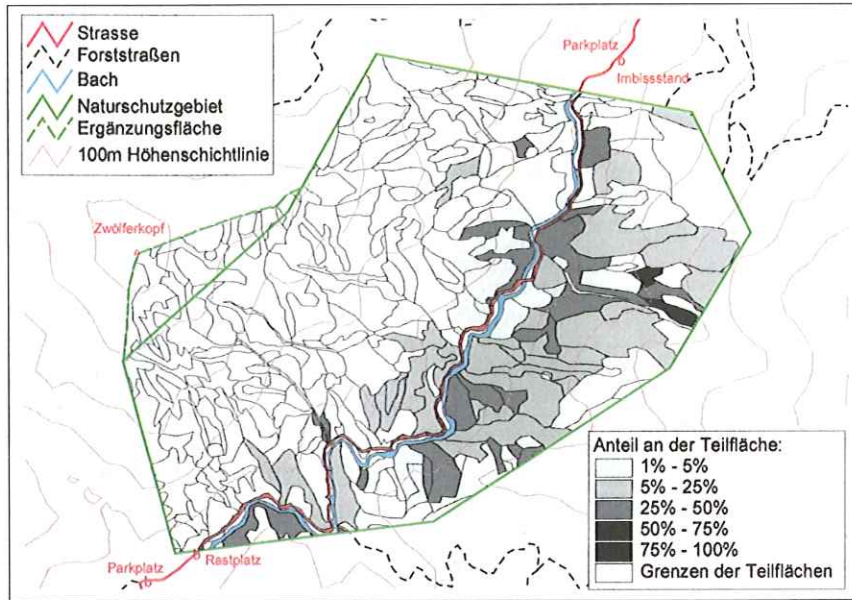 Strasse
Forststraßen
Bach
Naturschutzgebiet
Ergänzungsfläche
100m Höhenschichtlinie
Parkplatz
Imbissstand
Zwölferkopf
Rastplatz
Parkplatz
Anteil an der Teilfläche:
1% - 5%
5% - 25%
25% - 50%
50% - 75%
75% - 100%
Grenzen der Teilflächen